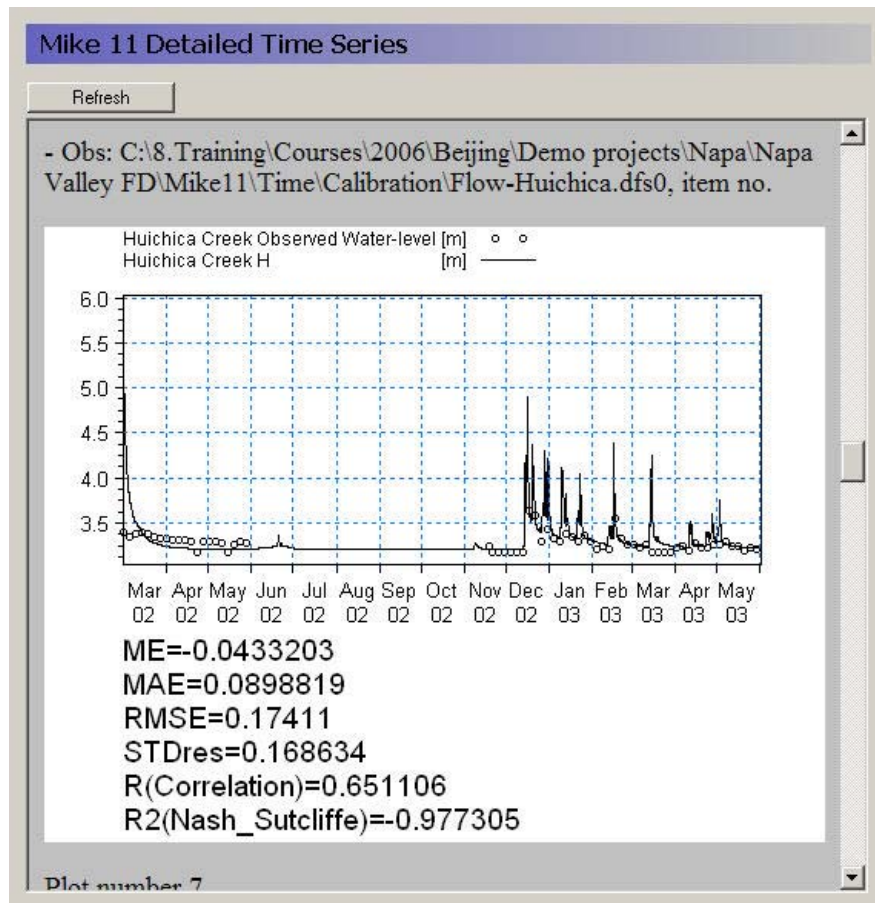 Mike 11 Detailed Time Series
Refresh
- Obs: C:\8.Training\Courses\2006\Beijing\Demo projects\Napa\Napa
Valley FD\Mike11\Time\Calibration\Flow-Huichica.dfs0, item no.
Huichica Creek Observed Water-level [m]
Huichica Creek H [m]
6.0
5.5
5.0
4.5
4.0
3.5
Mar Apr May Jun Jul Aug Sep Oct Nov Dec Jan Feb Mar Apr May
02 02 02 02 02 02 02 02 02 02 03 03 03 03 03
ME=-0.0433203
MAE=0.0898819
RMSE=0.17411
STDres=0.168634
R(Correlation)=0.651106
R2(Nash_Sutcliffe)=-0.977305
Plot number 7